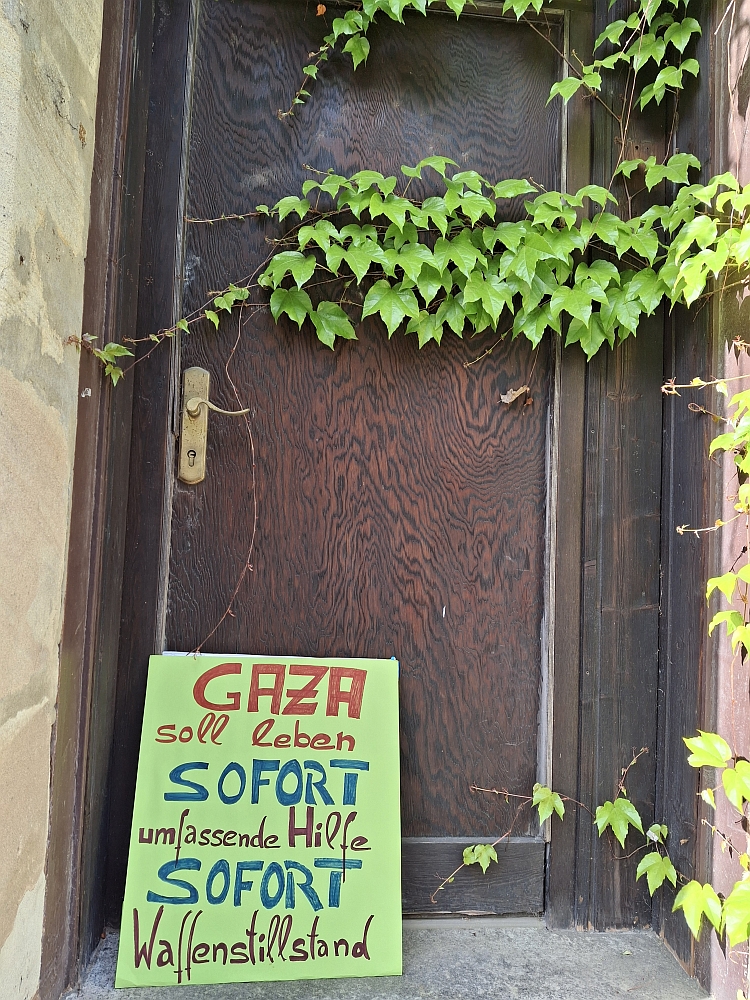 GAZA
soll leben
SOFORT
umfassende Hilfe
SOFORT
Waffenstillstand